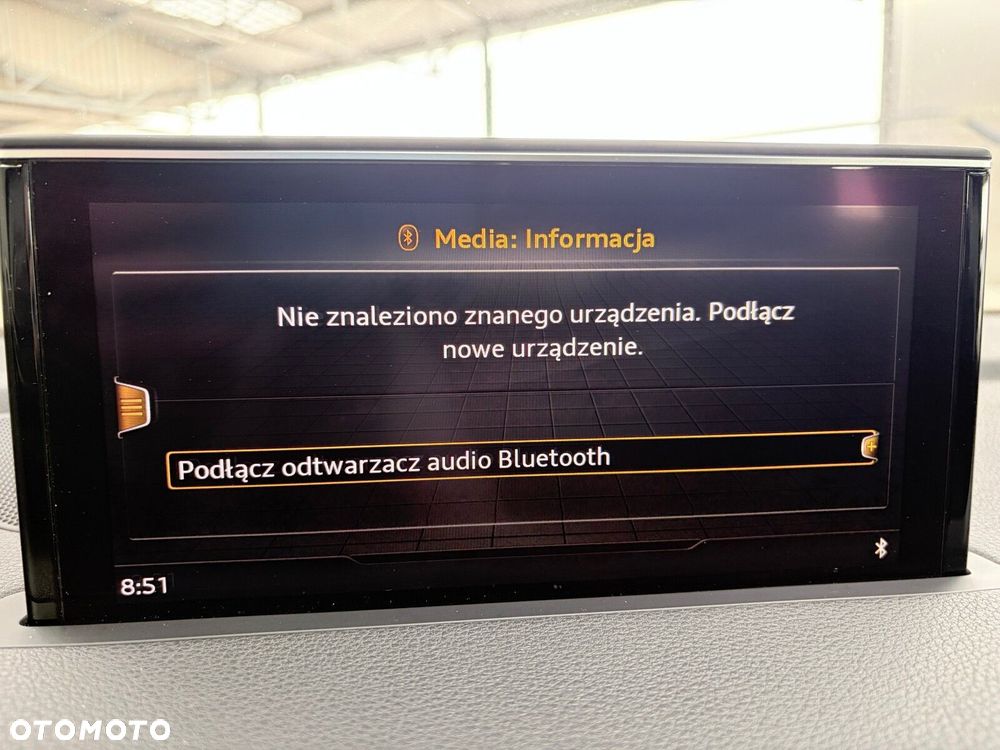 Media: Informacja
Nie znaleziono znanego urządzenia. Podłącz
nowe urządzenie.
Podłącz odtwarzacz audio Bluetooth
8:51
OTOMOTO